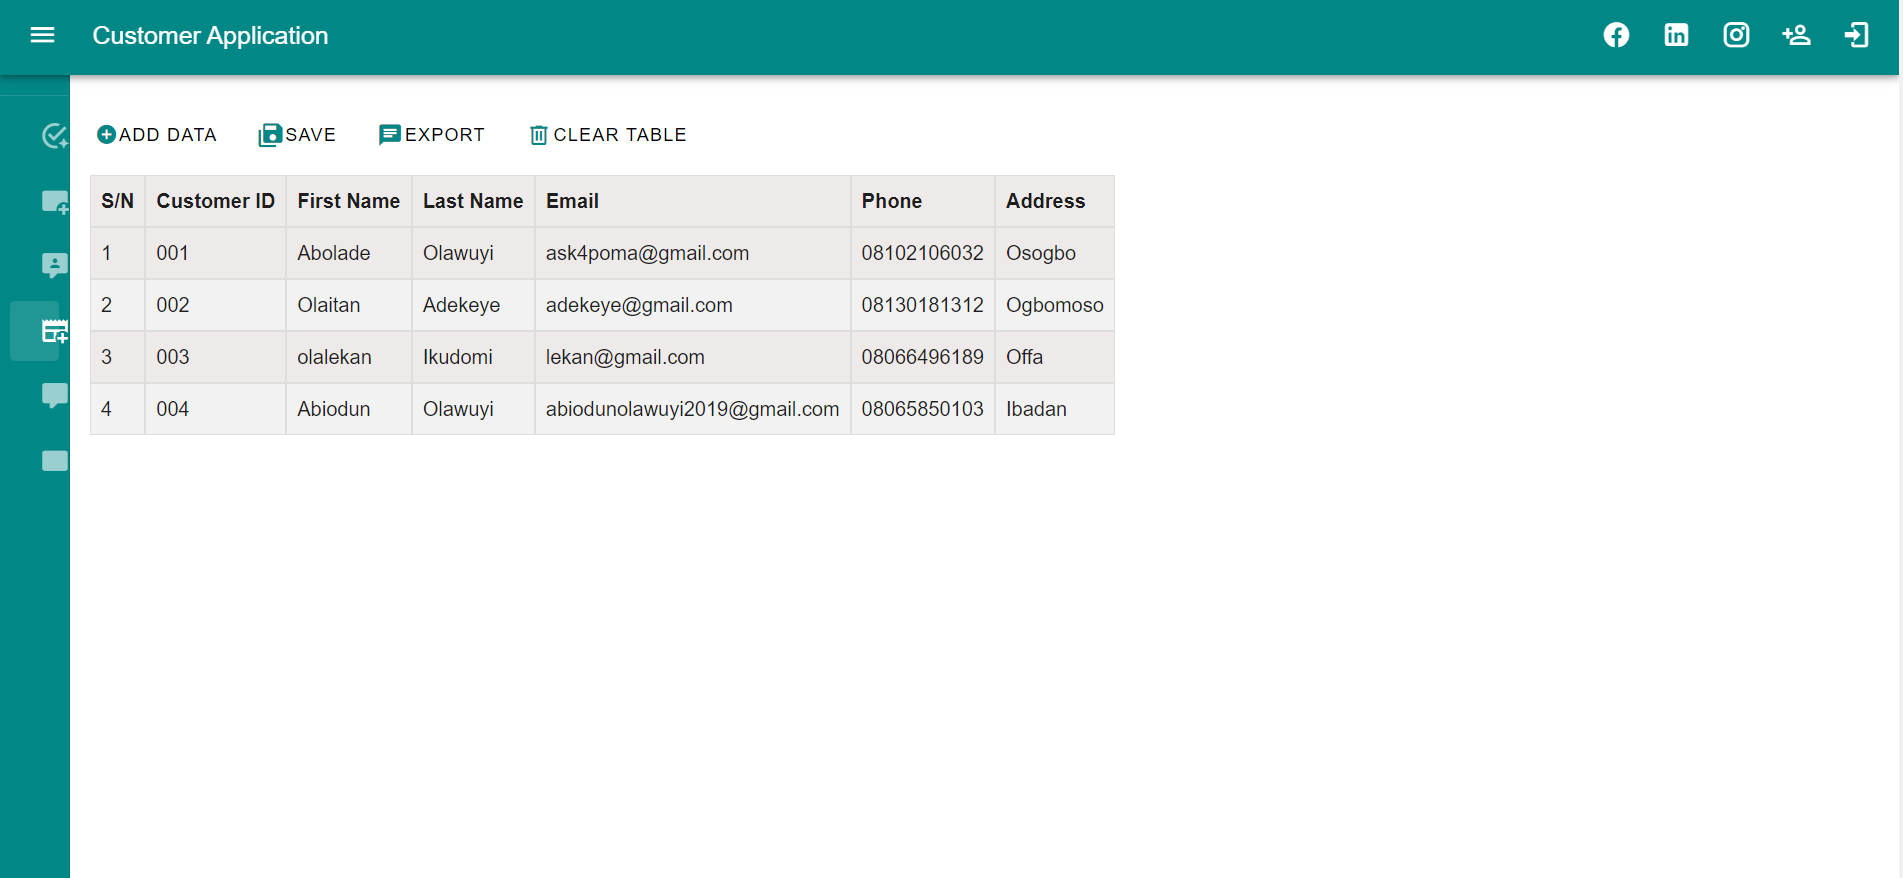 Customer Application
ADD DATA SAVE EXPORT CLEAR TABLE
S/N Customer ID First Name Last Name Email Phone Address
1 001 Abolade Olawuyi ask4poma@gmail.com 08102106032 Osogbo
2 002 Olaitan Adekeye adekeye@gmail.com 08130181312 Ogbomoso
3 003 olalekan Ikudomi lekan@gmail.com 08066496189 Offa
4 004 Abiodun Olawuyi abiodunolawuyi2019@gmail.com 08065850103 Ibadan